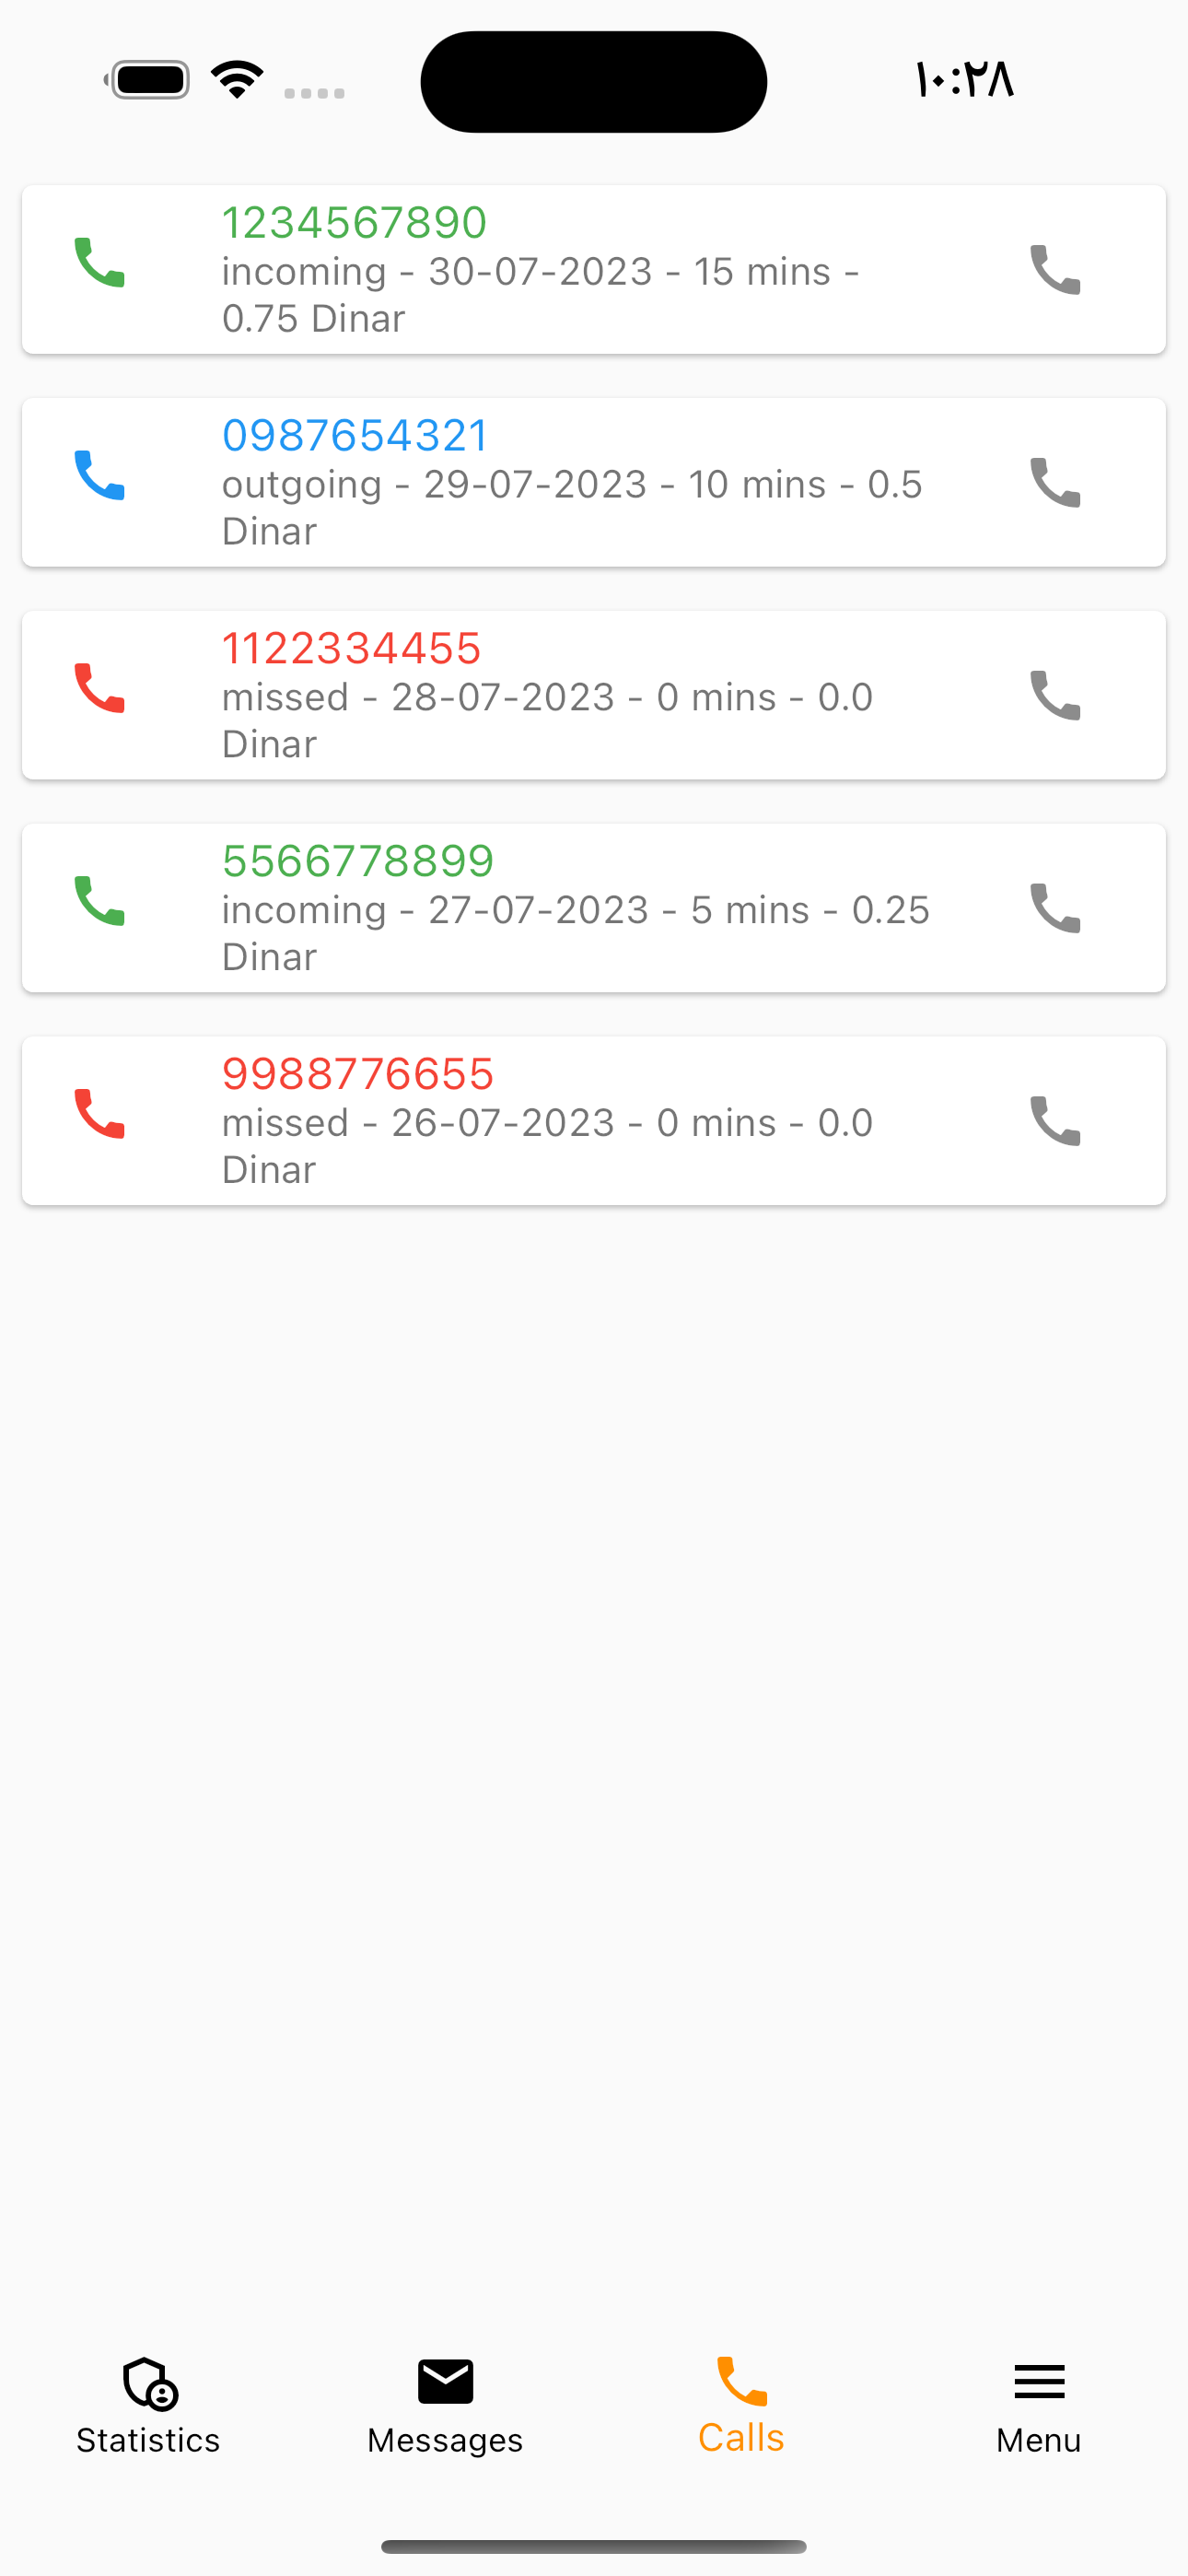 ١٠:٢٨
1234567890
incoming - 30-07-2023 - 15 mins -
0.75 Dinar
0987654321
outgoing - 29-07-2023 - 10 mins - 0.5
Dinar
1122334455
missed - 28-07-2023 - 0 mins - 0.0
Dinar
5566778899
incoming - 27-07-2023 - 5 mins - 0.25
Dinar
9988776655
missed - 26-07-2023 - 0 mins - 0.0
Dinar
Statistics
Messages
Calls
Menu